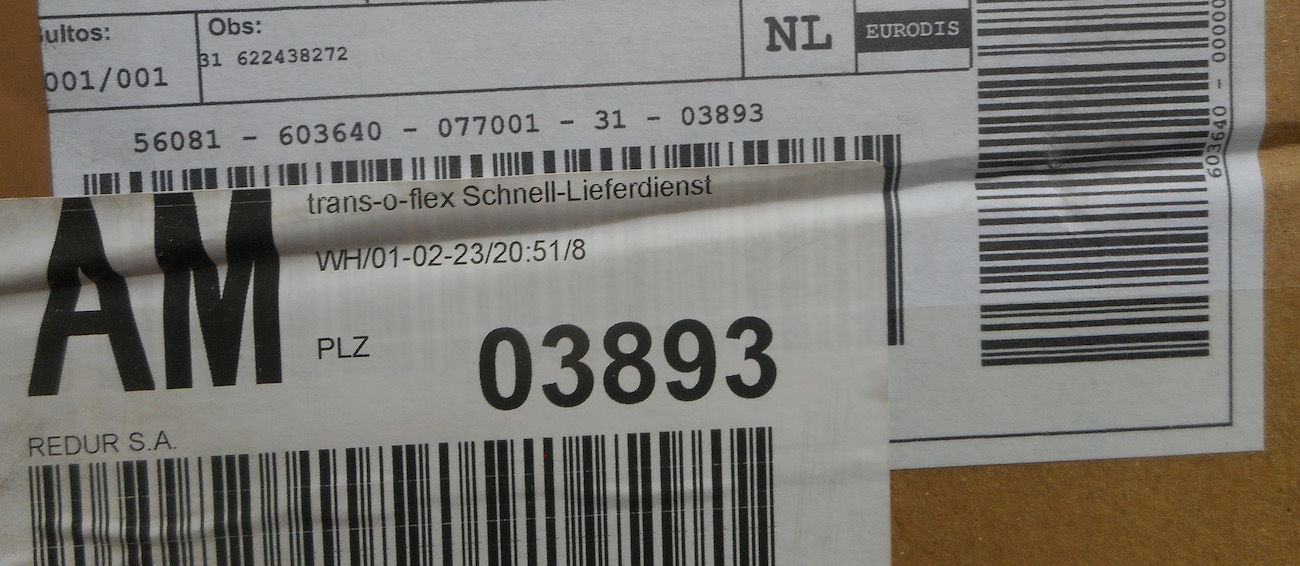 Obs:
001/001
31 622438272
NL
EURODIS
56081 - 603640 - 077001 - 31 - 03893
603640 - 00000
AM
trans-o-flex Schnell-Lieferdienst
WH/01-02-23/20:51/8
PLZ
03893
REDUR S.A.